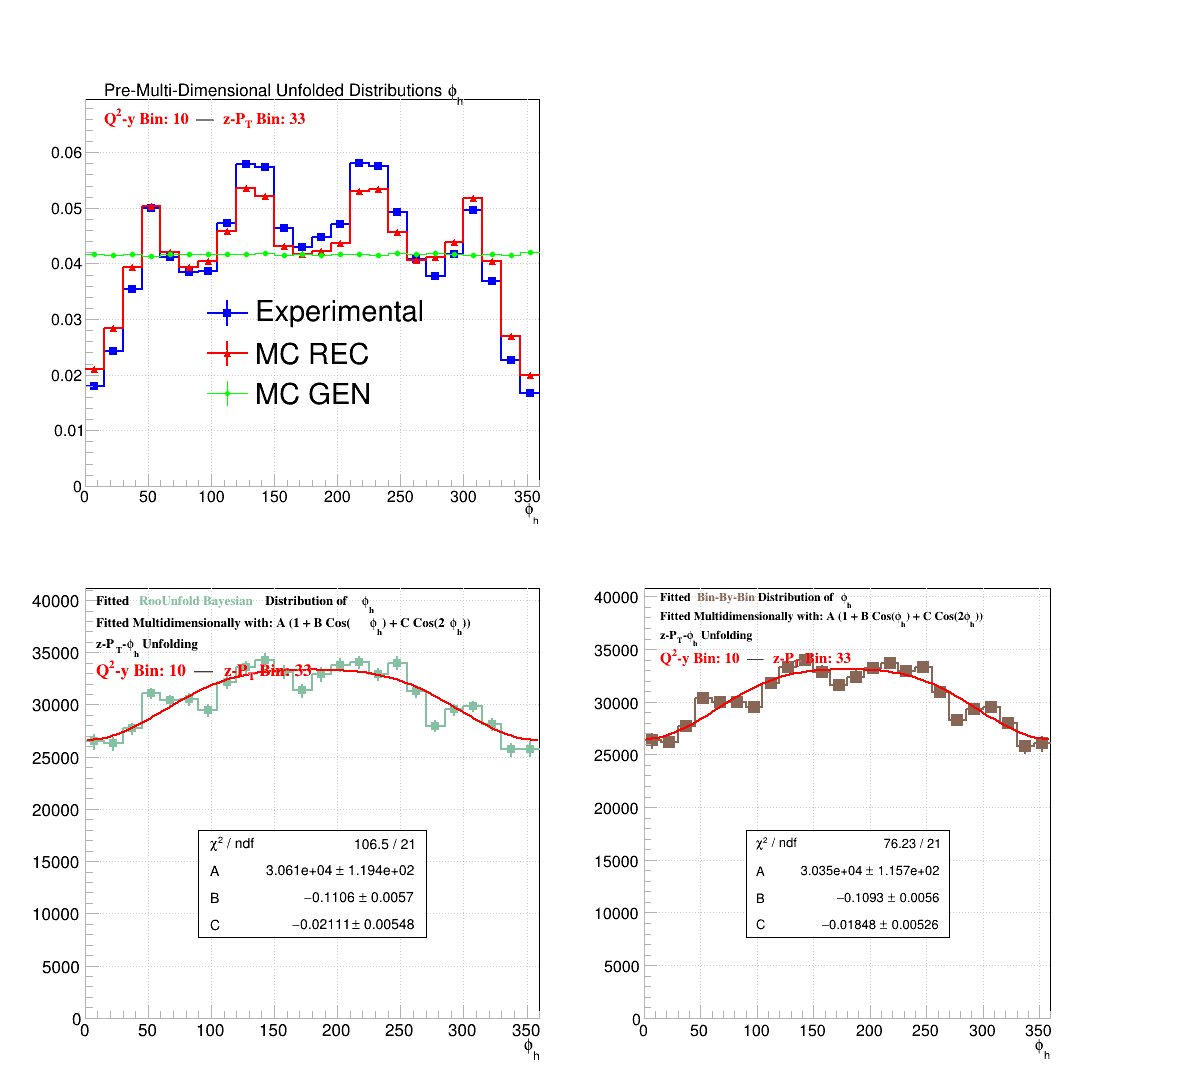 Pre-Multi-Dimensional Unfolded Distributions ϕh
Q2-y Bin: 10 — z-PT Bin: 33
0.06
0.05
0.04
0.03
0.02
0.01
0
Experimental
MC REC
MC GEN
0 50 100 150 200 250 300 350
ϕh
Fitted RooUnfold Bayesian Distribution of ϕh
Fitted Multidimensionally with: A (1 + B Cos( ϕh) + C Cos(2 ϕh))
z-PT-ϕh Unfolding
Q2-y Bin: 10 — z-PT Bin: 33
40000
35000
30000
25000
20000
15000
10000
5000
0
χ2 / ndf 106.5 / 21
A 3.061e+04 ± 1.194e+02
B −0.1106 ± 0.0057
C −0.02111 ± 0.00548
0 50 100 150 200 250 300 350
ϕh
Fitted Bin-By-Bin Distribution of ϕh
Fitted Multidimensionally with: A (1 + B Cos(ϕh) + C Cos(2ϕh))
z-PT-ϕh Unfolding
Q2-y Bin: 10 — z-PT Bin: 33
40000
35000
30000
25000
20000
15000
10000
5000
0
χ2 / ndf 76.23 / 21
A 3.035e+04 ± 1.157e+02
B −0.1093 ± 0.0056
C −0.01848 ± 0.00526
0 50 100 150 200 250 300 350
ϕh